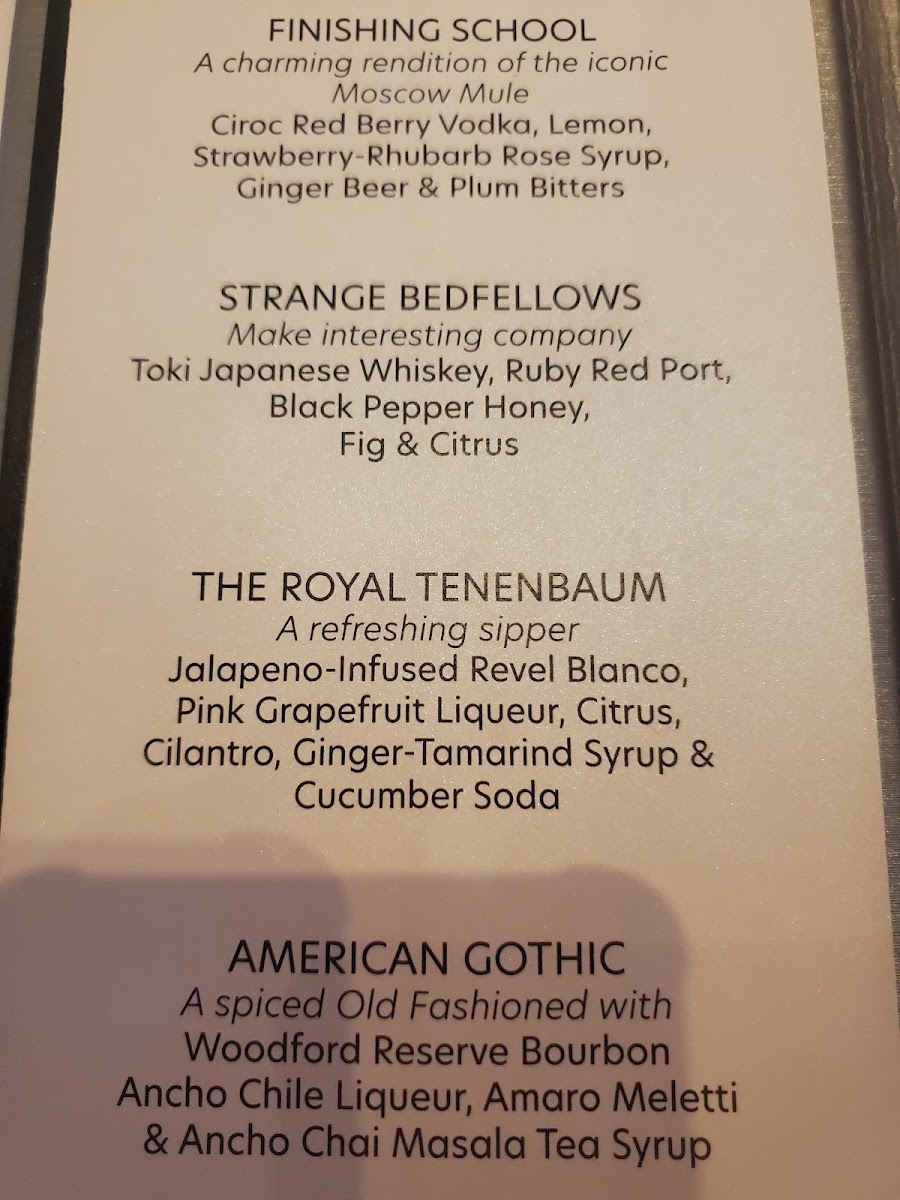 FINISHING SCHOOL
A charming rendition of the iconic
Moscow Mule
Ciroc Red Berry Vodka, Lemon,
Strawberry-Rhubarb Rose Syrup,
Ginger Beer & Plum Bitters
STRANGE BEDFELLOWS
Make interesting company
Toki Japanese Whiskey, Ruby Red Port,
Black Pepper Honey,
Fig & Citrus
THE ROYAL TENENBAUM
A refreshing sipper
Jalapeno-Infused Revel Blanco,
Pink Grapefruit Liqueur, Citrus,
Cilantro, Ginger-Tamarind Syrup &
Cucumber Soda
AMERICAN GOTHIC
A spiced Old Fashioned with
Woodford Reserve Bourbon
Ancho Chile Liqueur, Amaro Meletti
& Ancho Chai Masala Tea Syrup